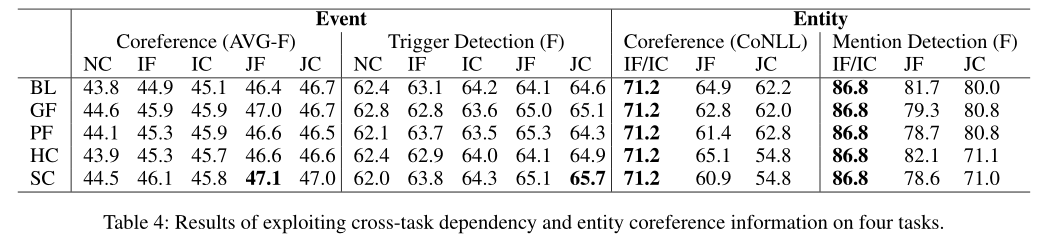 Event Entity
Coreference (AVG-F) Trigger Detection (F) Coreference (CoNLL) Mention Detection (F)
NC IF IC JF JC NC IF IC JF JC IF/IC JF JC IF/IC JF JC
BL 43.8 44.9 45.1 46.4 46.7 62.4 63.1 64.2 64.1 64.6 71.2 64.9 62.2 86.8 81.7 80.0
GF 44.6 45.9 45.9 47.0 46.7 62.8 62.8 63.6 65.0 65.1 71.2 62.8 62.0 86.8 79.3 80.8
PF 44.1 45.3 45.9 46.6 46.5 62.1 63.7 63.5 65.3 64.3 71.2 61.4 62.8 86.8 78.7 80.8
HC 43.9 45.3 45.7 46.6 46.6 62.4 62.9 64.0 64.1 64.9 71.2 65.1 54.8 86.8 82.1 71.1
SC 44.5 46.1 45.8 47.1 47.0 62.0 63.8 64.3 65.1 65.7 71.2 60.9 54.8 86.8 78.6 71.0
Table 4: Results of exploiting cross-task dependency and entity coreference information on four tasks.